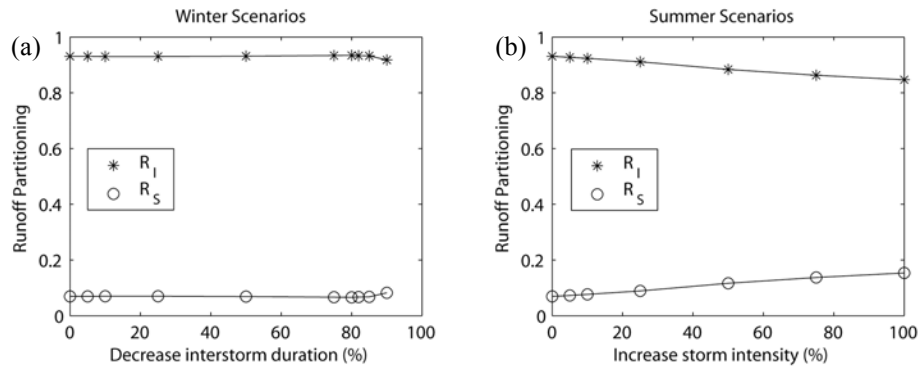 Winter Scenarios
(a)
1
0.8
0.6
0.4
0.2
0
Runoff Partitioning
R_I
R_S
0 20 40 60 80 100
Decrease interstorm duration (%)
Summer Scenarios
(b)
1
0.8
0.6
0.4
0.2
0
Runoff Partitioning
R_I
R_S
0 20 40 60 80 100
Increase storm intensity (%)